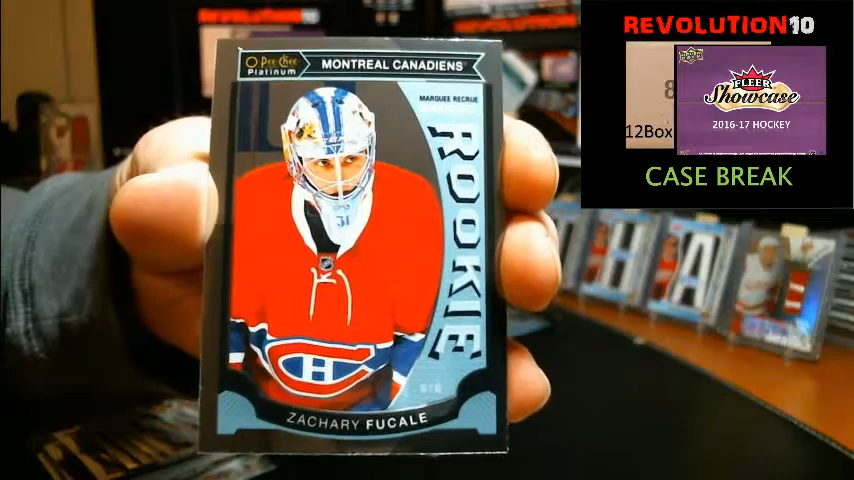 REVOLUTION10
O Pee-Chee
Platinum
MONTREAL CANADIENS
MARQUEE RECRUE
ROOKIE
31
ZACHARY FUCALE
12Box
FLEER
Showcase
2016-17 HOCKEY
CASE BREAK
HA